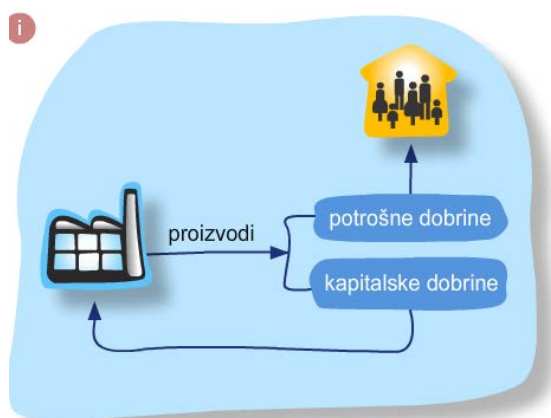 i
proizvodi
potrošne dobrine
kapitalske dobrine